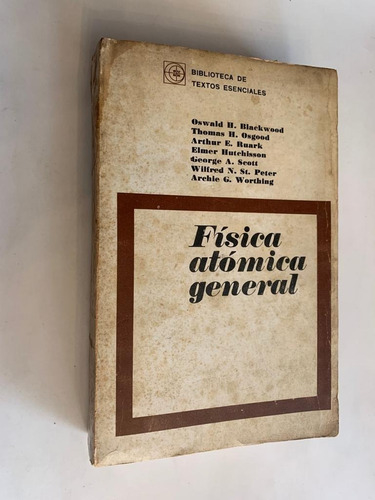 BIBLIOTECA DE
TEXTOS ESENCIALES
Oswald H. Blackwood
Thomas H. Osgood
Arthur E. Ruark
Elmer Hutchisson
George A. Scott
Wilfred N. St. Peter
Archie G. Worthing
Física
atómica
general